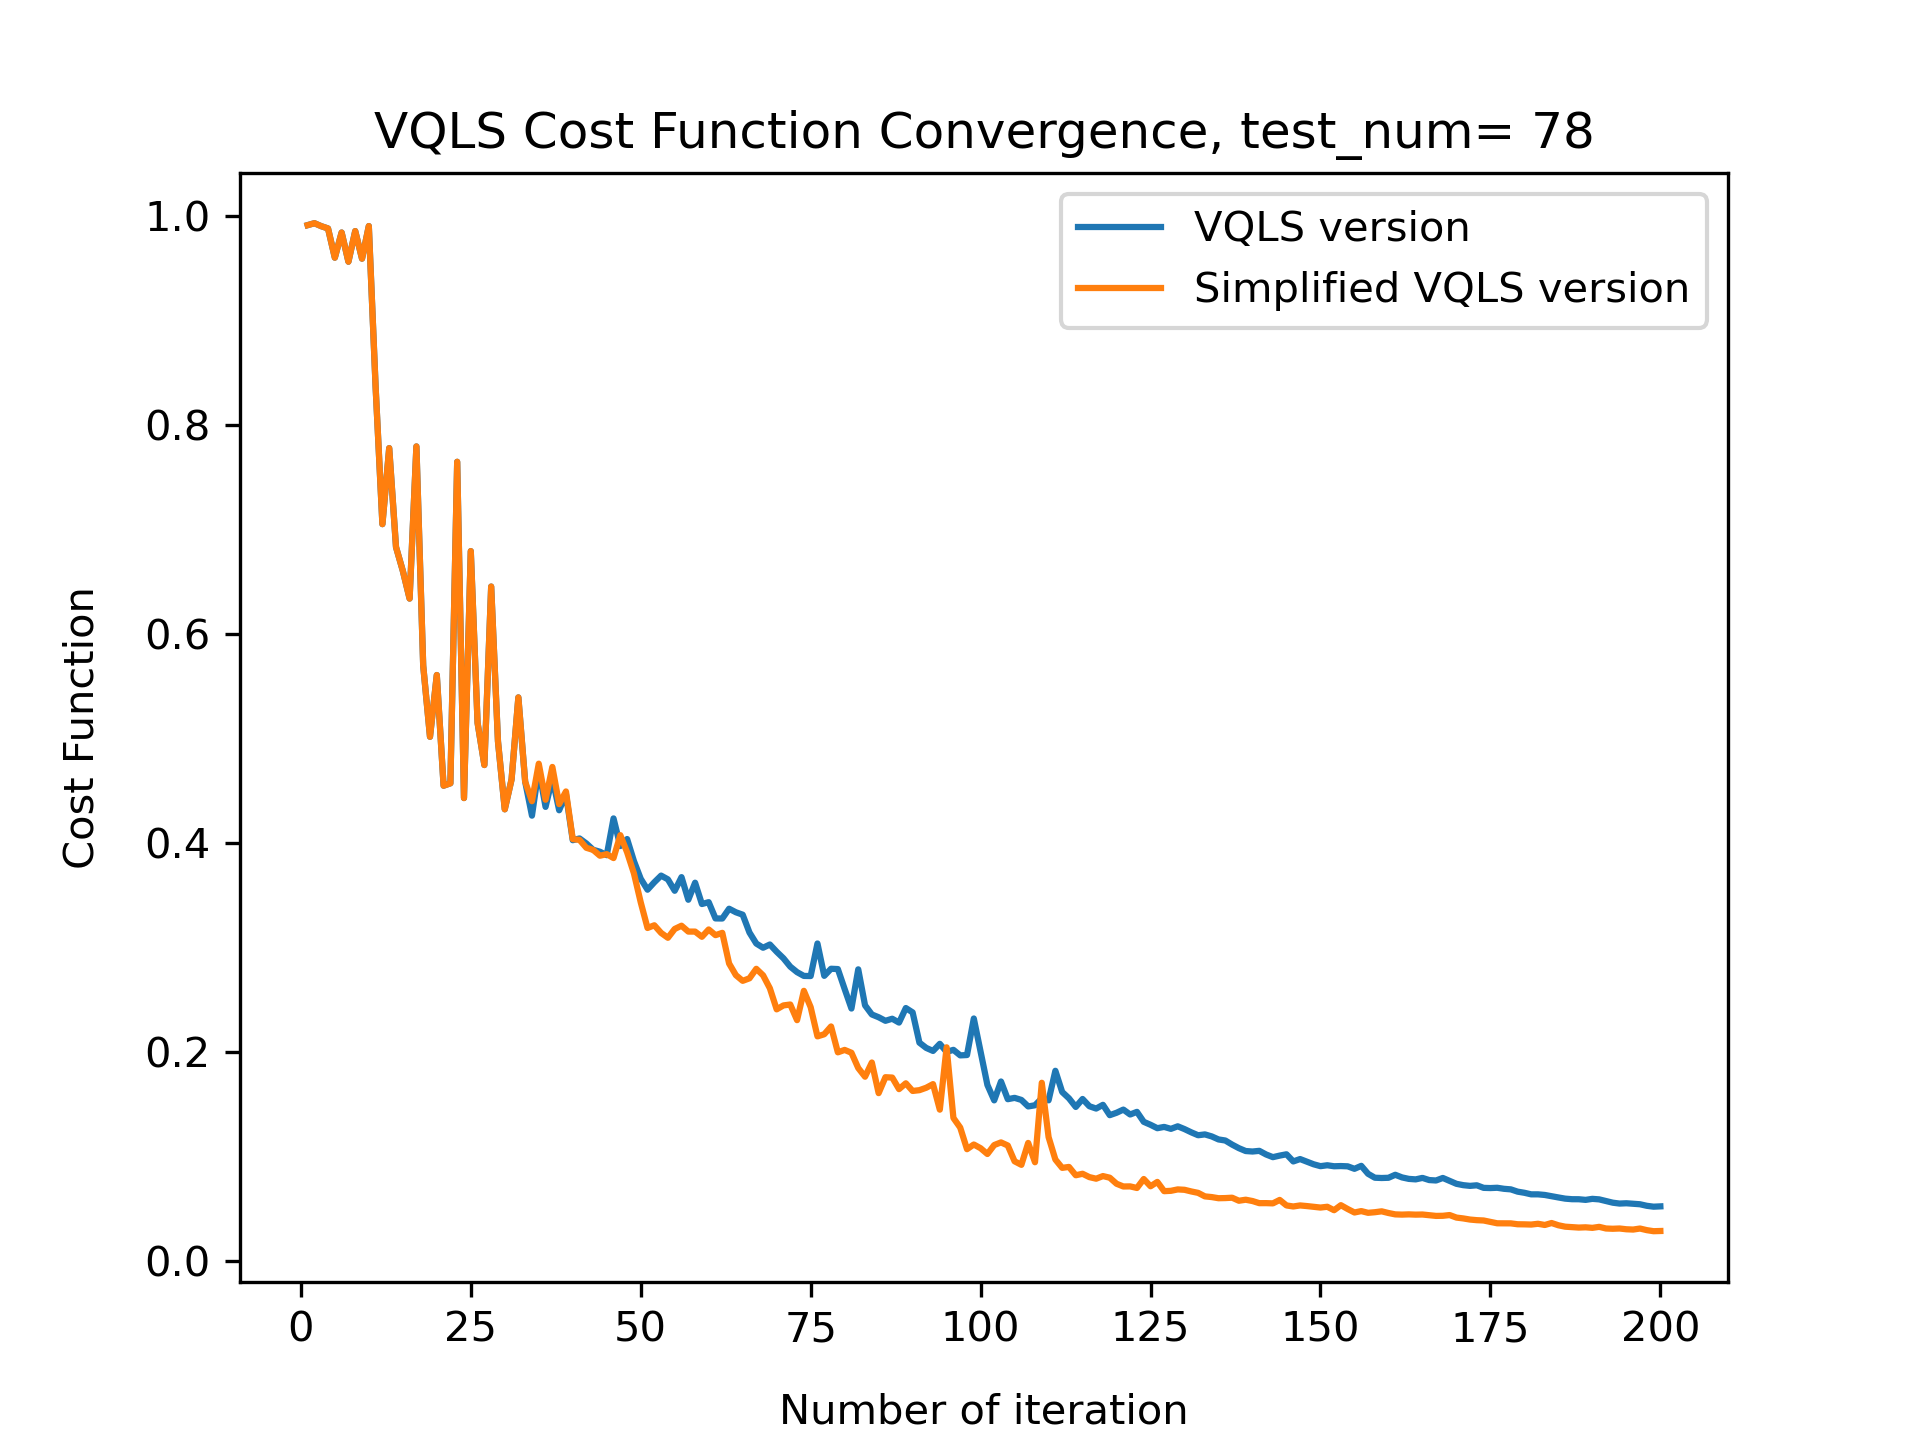 VQLS Cost Function Convergence, test_num= 78
VQLS version
Simplified VQLS version
1.0
0.8
0.6
0.4
0.2
0.0
Cost Function
0 25 50 75 100 125 150 175 200
Number of iteration